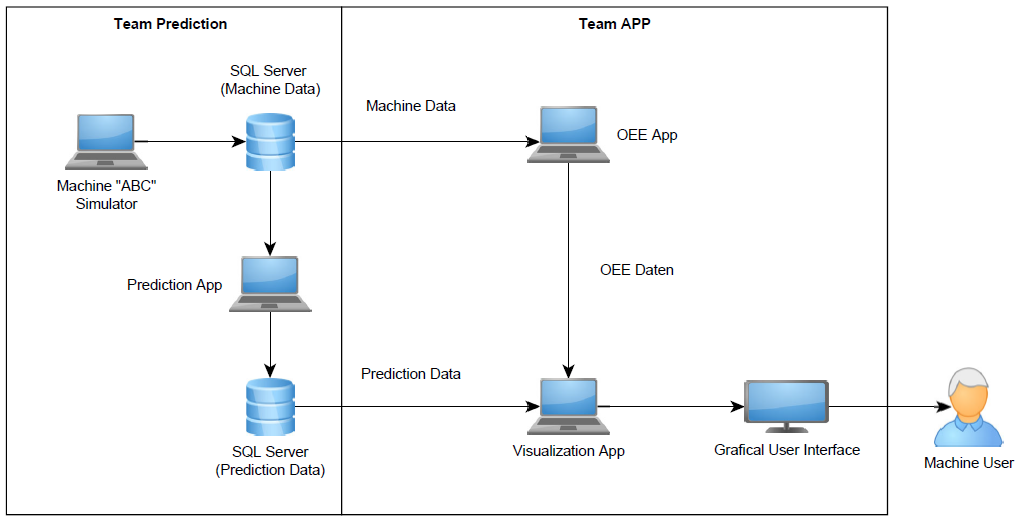 Team Prediction
Team APP
SQL Server
(Machine Data)
Machine Data
OEE App
Machine "ABC"
Simulator
Prediction App
OEE Daten
Prediction Data
SQL Server
(Prediction Data)
Visualization App
Grafical User Interface
Machine User